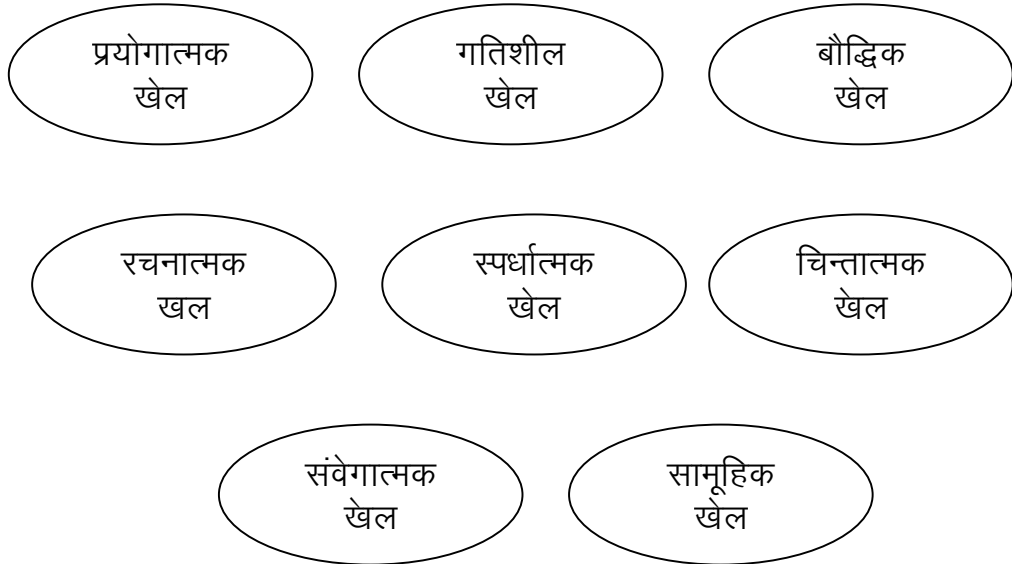 प्रयोगात्मक
खेल
गतिशील
खेल
बौद्धिक
खेल
रचनात्मक
खल
स्पर्धात्मक
खेल
चिन्तात्मक
खेल
संवेगात्मक
खेल
सामूहिक
खेल